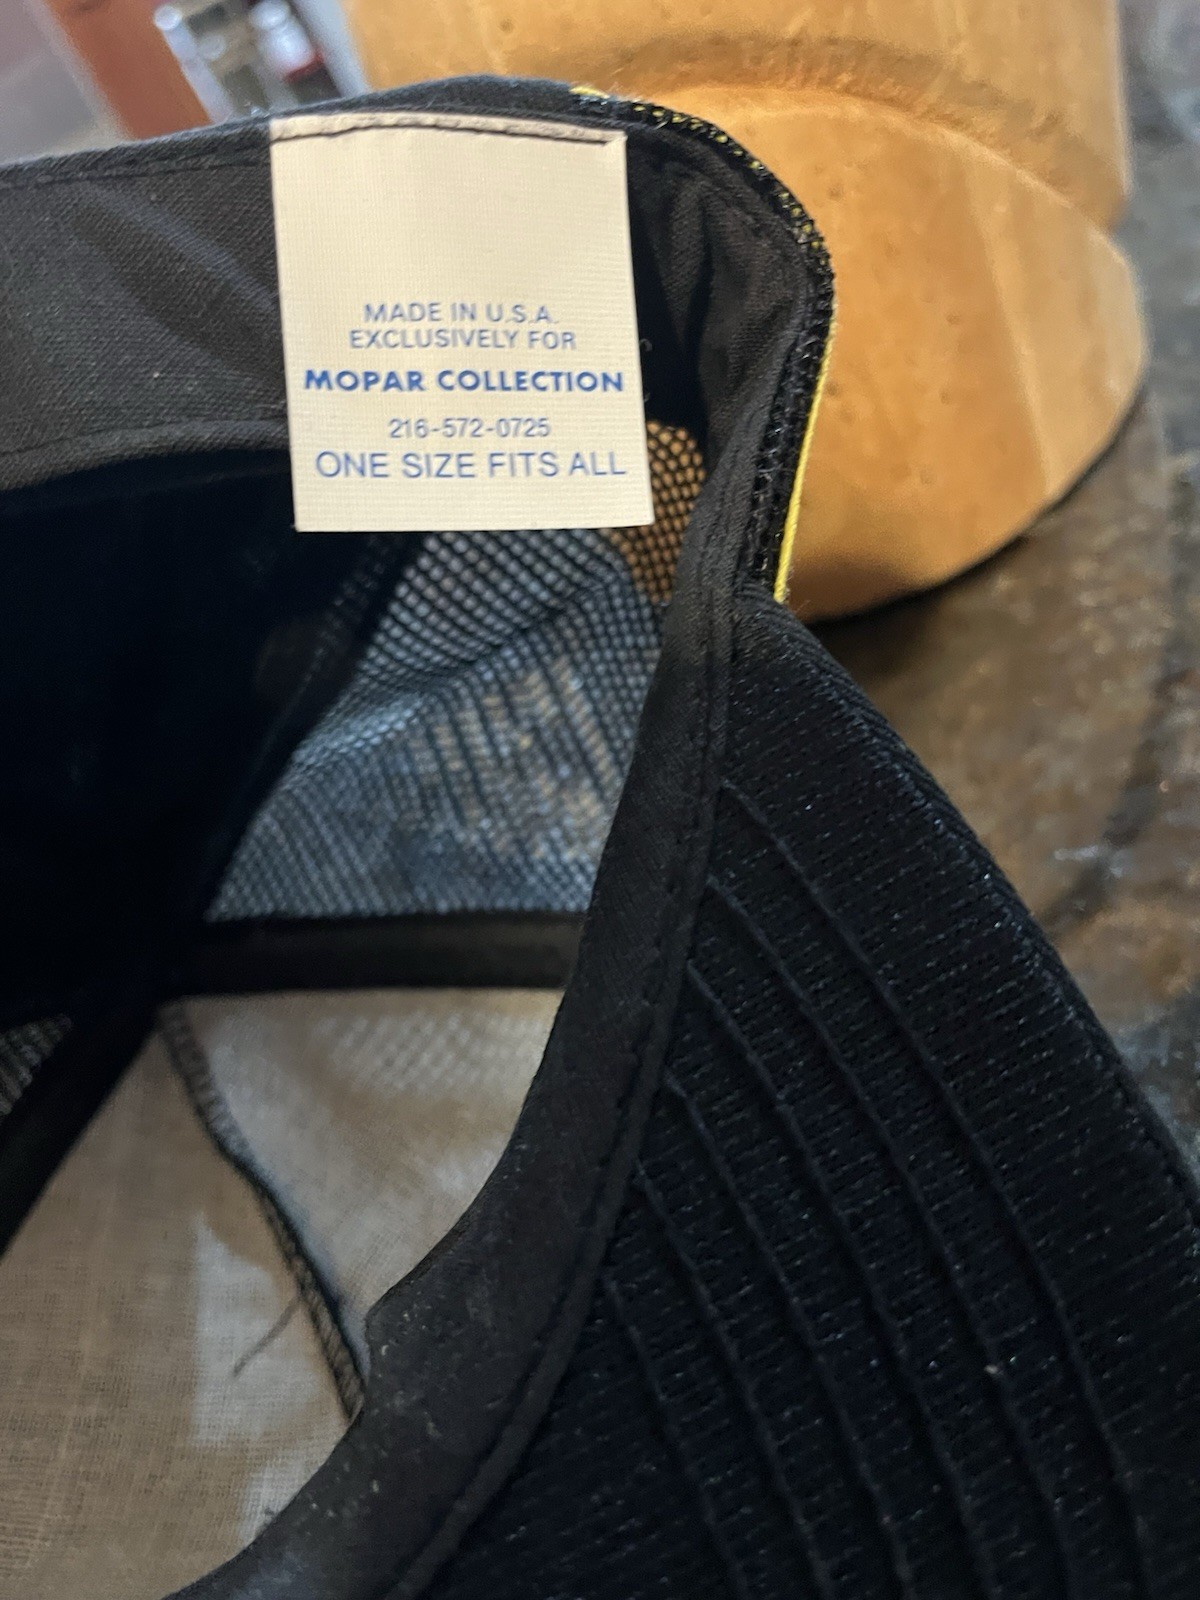 MADE IN U.S.A.
EXCLUSIVELY FOR
MOPAR COLLECTION
216-572-0725
ONE SIZE FITS ALL